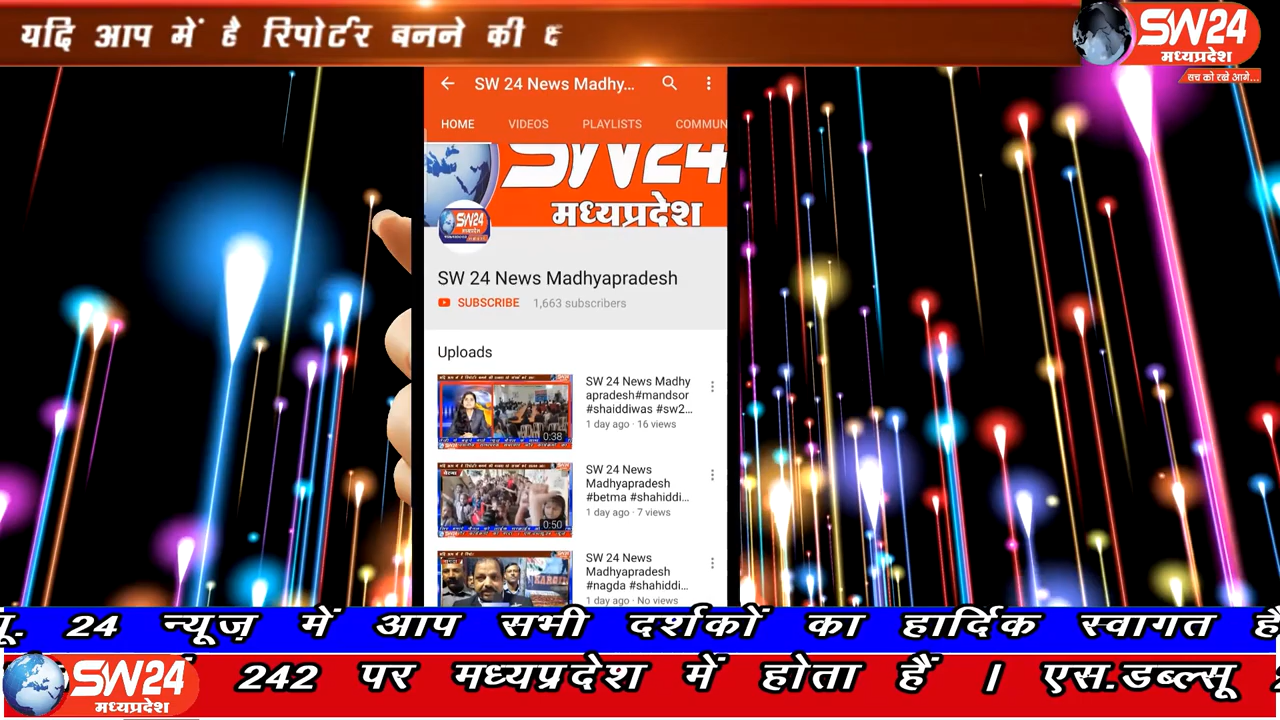 यदि आप में है रिपोर्टर बनने की
SW24
मध्यप्रदेश
सच को रखे आगे...
SW 24 News Madhy...
HOME VIDEOS PLAYLISTS COMMUN
SW24
मध्यप्रदेश
SW24
SW 24 News Madhyapradesh
SUBSCRIBE 1,663 subscribers
Uploads
SW 24 News Madhy
apradesh#mandsor
#shaiddiwas #sw2...
1 day ago · 16 views
0:38
SW 24 News
Madhyapradesh
#betma #shahiddi...
1 day ago · 7 views
0:50
SW 24 News
Madhyapradesh
#nagda #shahiddi...
1 day ago · No views
यू. 24 न्यूज़ में आप सभी दर्शकों का हार्दिक स्वागत है
242 पर मध्यप्रदेश में होता हैं । एस.डब्ल्सू
SW24
मध्यप्रदेश